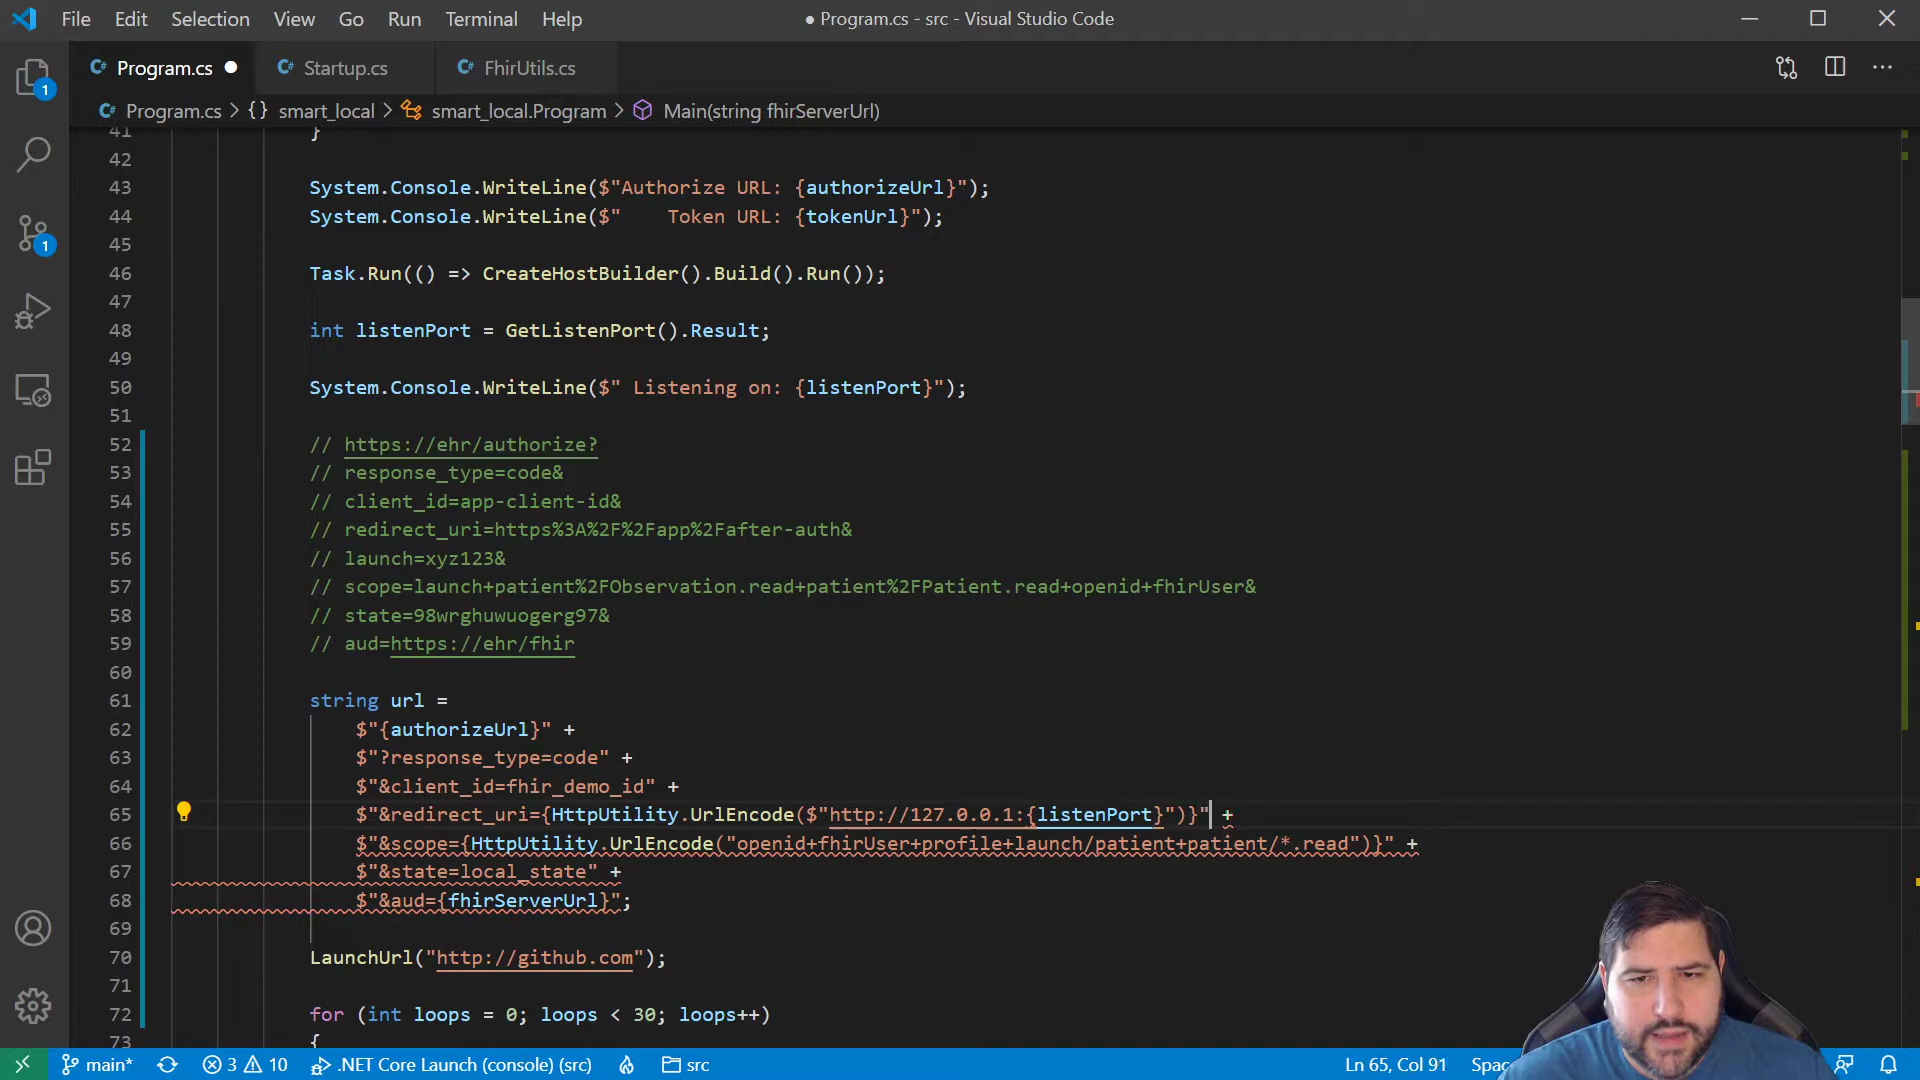 File Edit Selection View Go Run Terminal Help
● Program.cs - src - Visual Studio Code
Program.cs ● Startup.cs FhirUtils.cs
Program.cs > {} smart_local > smart_local.Program > Main(string fhirServerUrl)
41 }
42
43 System.Console.WriteLine($"Authorize URL: {authorizeUrl}");
44 System.Console.WriteLine($"    Token URL: {tokenUrl}");
45
46 Task.Run(() => CreateHostBuilder().Build().Run());
47
48 int listenPort = GetListenPort().Result;
49
50 System.Console.WriteLine($" Listening on: {listenPort}");
51
52 // https://ehr/authorize?
53 // response_type=code&
54 // client_id=app-client-id&
55 // redirect_uri=https%3A%2F%2Fapp%2Fafter-auth&
56 // launch=xyz123&
57 // scope=launch+patient%2FObservation.read+patient%2FPatient.read+openid+fhirUser&
58 // state=98wrghuwuogerg97&
59 // aud=https://ehr/fhir
60
61 string url =
62 $"{authorizeUrl}" +
63 $"?response_type=code" +
64 $"&client_id=fhir_demo_id" +
65 $"&redirect_uri={HttpUtility.UrlEncode($"http://127.0.0.1:{listenPort}")}" +
66 $"&scope={HttpUtility.UrlEncode("openid+fhirUser+profile+launch/patient+patient/*.read")}" +
67 $"&state=local_state" +
68 $"&aud={fhirServerUrl}";
69
70 LaunchUrl("http://github.com");
71
72 for (int loops = 0; loops < 30; loops++)
73 {
1
1
main* 3 10 .NET Core Launch (console) (src) src Ln 65, Col 91